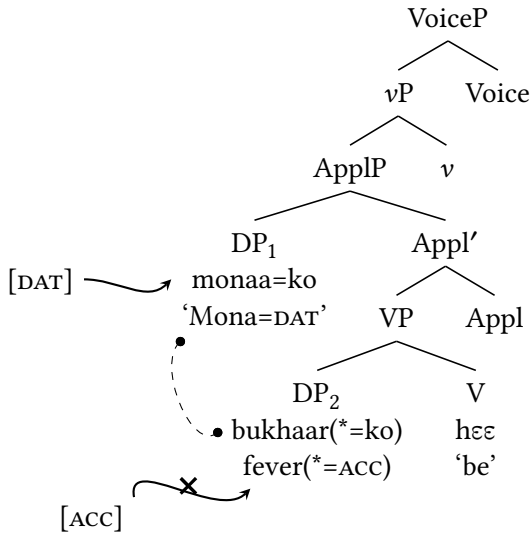 VoiceP
vP Voice
ApplP v
DP₁ Appl′
[DAT] monaa=ko
‘Mona=DAT’ VP Appl
DP₂ V
bukhaar(*=ko) hɛɛ
fever(*=ACC) ‘be’
[ACC]